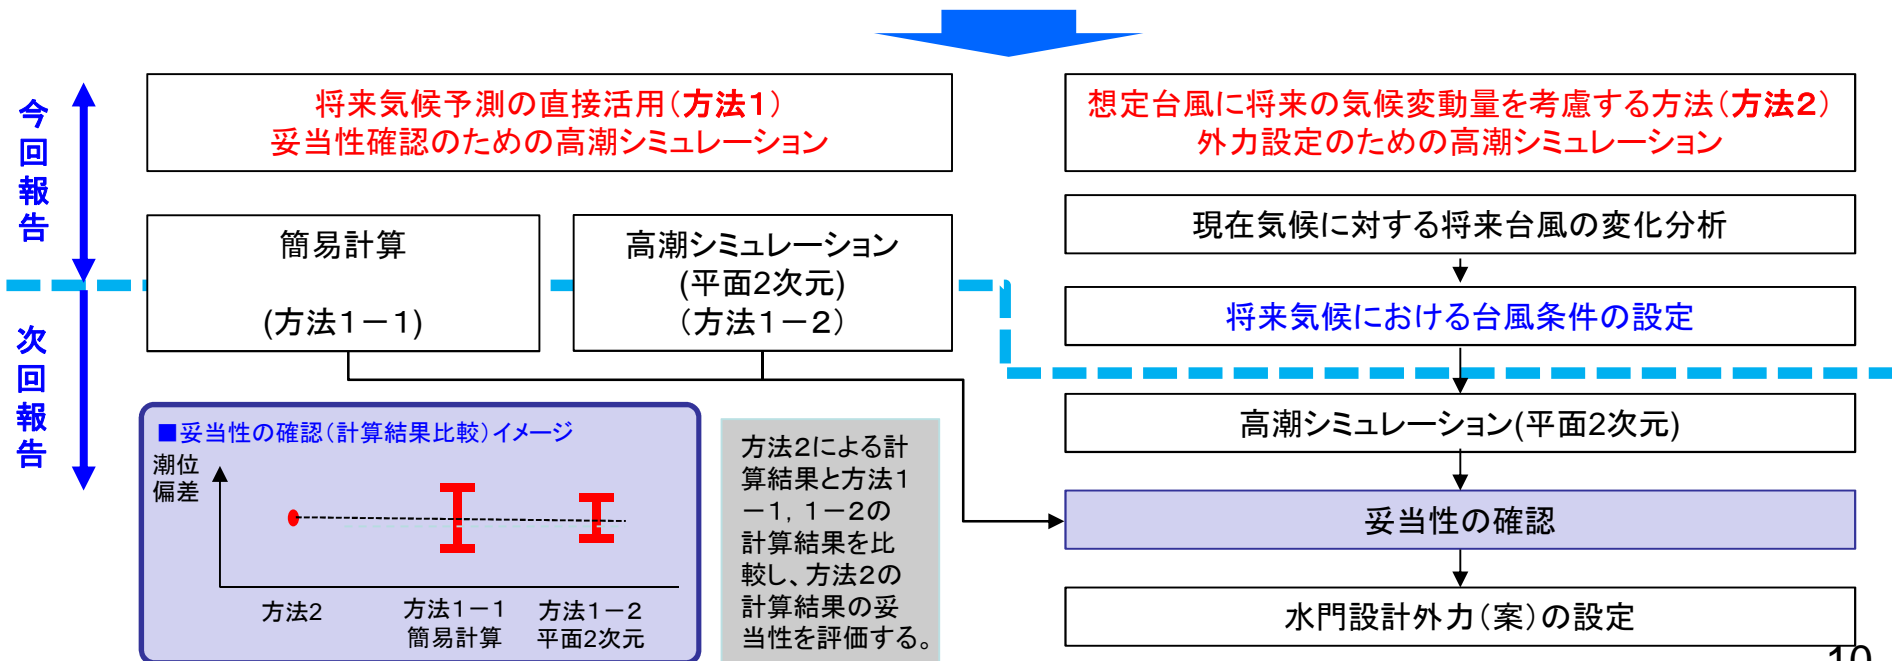 今回報告
次回報告
将来気候予測の直接活用(方法1)
妥当性確認のための高潮シミュレーション
簡易計算
(方法1-1)
高潮シミュレーション
(平面2次元)
(方法1-2)
想定台風に将来の気候変動量を考慮する方法(方法2)
外力設定のための高潮シミュレーション
現在気候に対する将来台風の変化分析
将来気候における台風条件の設定
高潮シミュレーション(平面2次元)
妥当性の確認
水門設計外力(案)の設定
■妥当性の確認(計算結果比較)イメージ
潮位
偏差
方法2
方法1-1
簡易計算
方法1-2
平面2次元
方法2による計
算結果と方法1
-1, 1-2の
計算結果を比
較し、方法2の
計算結果の妥
当性を評価する。
10